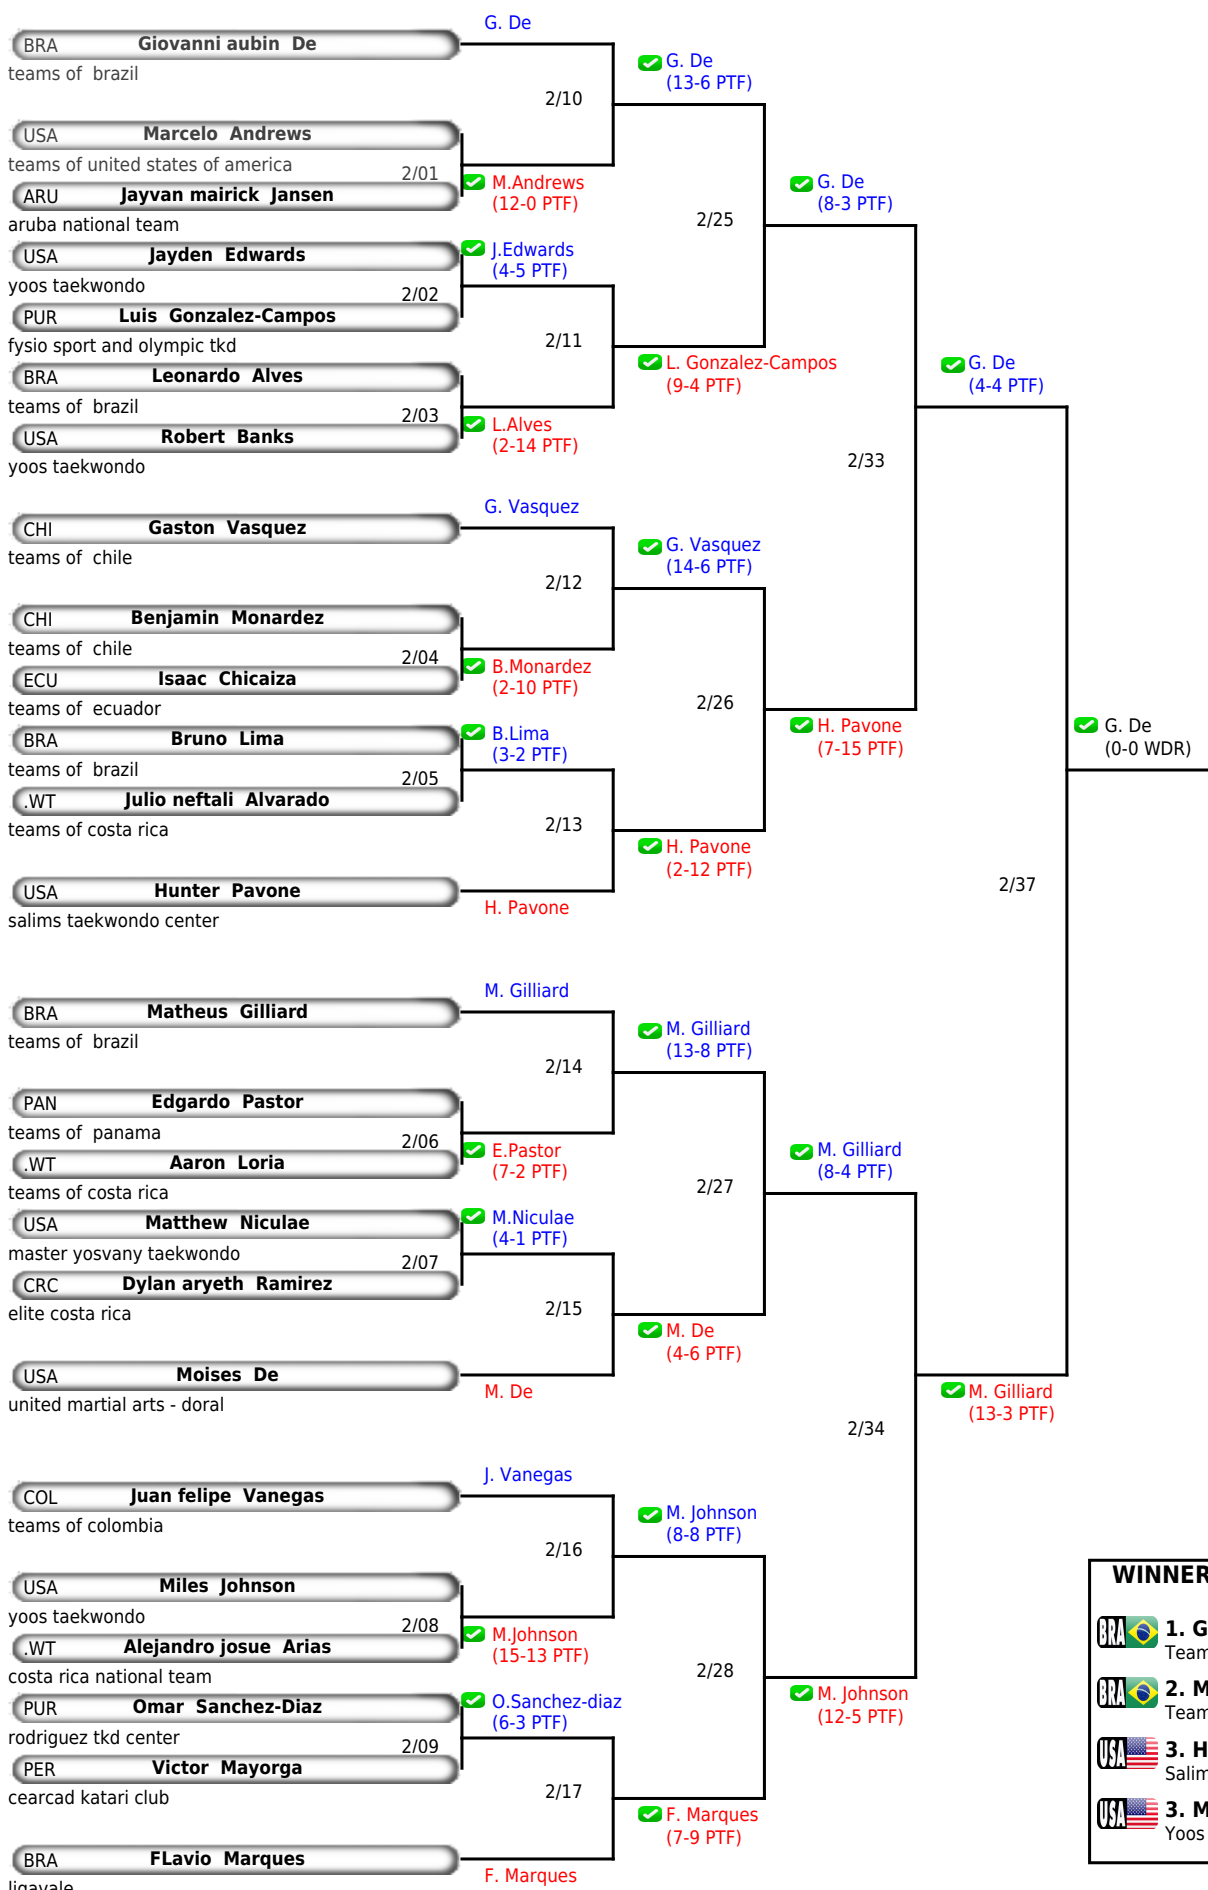 G. De
BRA Giovanni aubin De
teams of brazil
G. De
(13-6 PTF)
2/10
USA Marcelo Andrews
teams of united states of america
2/01
M.Andrews
(12-0 PTF)
ARU Jayvan mairick Jansen
aruba national team
G. De
(8-3 PTF)
2/25
USA Jayden Edwards
yoos taekwondo
J.Edwards
(4-5 PTF)
2/02
PUR Luis Gonzalez-Campos
fysio sport and olympic tkd
2/11
L. Gonzalez-Campos
(9-4 PTF)
G. De
(4-4 PTF)
BRA Leonardo Alves
teams of brazil
2/03
L.Alves
(2-14 PTF)
USA Robert Banks
yoos taekwondo
2/33
G. Vasquez
CHI Gaston Vasquez
teams of chile
G. Vasquez
(14-6 PTF)
2/12
CHI Benjamin Monardez
teams of chile
2/04
B.Monardez
(2-10 PTF)
ECU Isaac Chicaiza
teams of ecuador
2/26
H. Pavone
(7-15 PTF)
G. De
(0-0 WDR)
BRA Bruno Lima
teams of brazil
B.Lima
(3-2 PTF)
2/05
.WT Julio neftali Alvarado
teams of costa rica
2/13
H. Pavone
(2-12 PTF)
USA Hunter Pavone
salims taekwondo center
H. Pavone
2/37
M. Gilliard
BRA Matheus Gilliard
teams of brazil
M. Gilliard
(13-8 PTF)
2/14
PAN Edgardo Pastor
teams of panama
2/06
E.Pastor
(7-2 PTF)
.WT Aaron Loria
teams of costa rica
M. Gilliard
(8-4 PTF)
2/27
USA Matthew Niculae
master yosvany taekwondo
M.Niculae
(4-1 PTF)
2/07
CRC Dylan aryeth Ramirez
elite costa rica
2/15
M. De
(4-6 PTF)
USA Moises De
united martial arts - doral
M. De
M. Gilliard
(13-3 PTF)
2/34
J. Vanegas
COL Juan felipe Vanegas
teams of colombia
M. Johnson
(8-8 PTF)
2/16
USA Miles Johnson
yoos taekwondo
2/08
M.Johnson
(15-13 PTF)
.WT Alejandro josue Arias
costa rica national team
2/28
M. Johnson
(12-5 PTF)
PUR Omar Sanchez-Diaz
rodriguez tkd center
O.Sanchez-diaz
(6-3 PTF)
2/09
PER Victor Mayorga
cearcad katari club
2/17
F. Marques
(7-9 PTF)
BRA FLavio Marques
ligavale
F. Marques
WINNER
BRA 1. G
Team
BRA 2. M
Team
USA 3. H
Salim
USA 3. M
Yoos